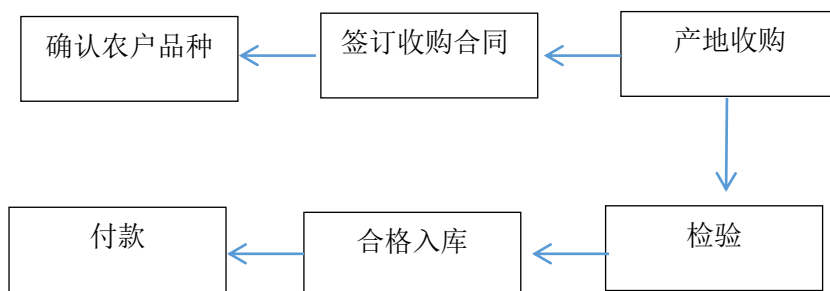 确认农户品种
签订收购合同
产地收购
付款
合格入库
检验